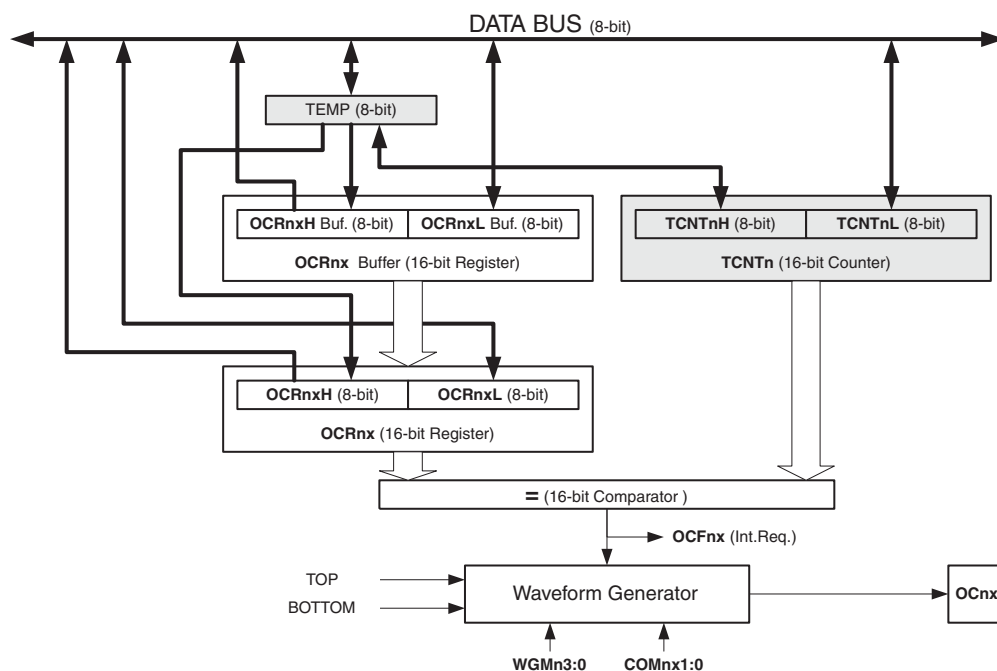 DATA BUS (8-bit)
TEMP (8-bit)
OCRnxH Buf. (8-bit)
OCRnxL Buf. (8-bit)
OCRnx Buffer (16-bit Register)
TCNTnH (8-bit)
TCNTnL (8-bit)
TCNTn (16-bit Counter)
OCRnxH (8-bit)
OCRnxL (8-bit)
OCRnx (16-bit Register)
= (16-bit Comparator )
OCFnx (Int.Req.)
TOP
BOTTOM
Waveform Generator
OCnx
WGMn3:0
COMnx1:0